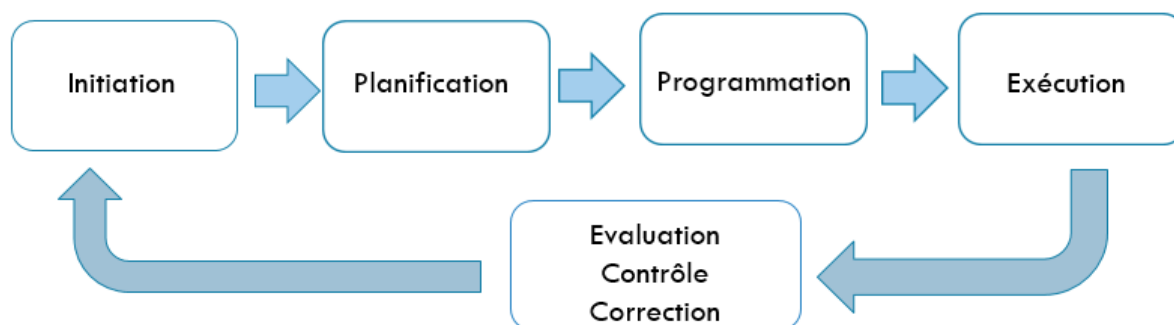 Initiation
Planification
Programmation
Exécution
Evaluation
Contrôle
Correction